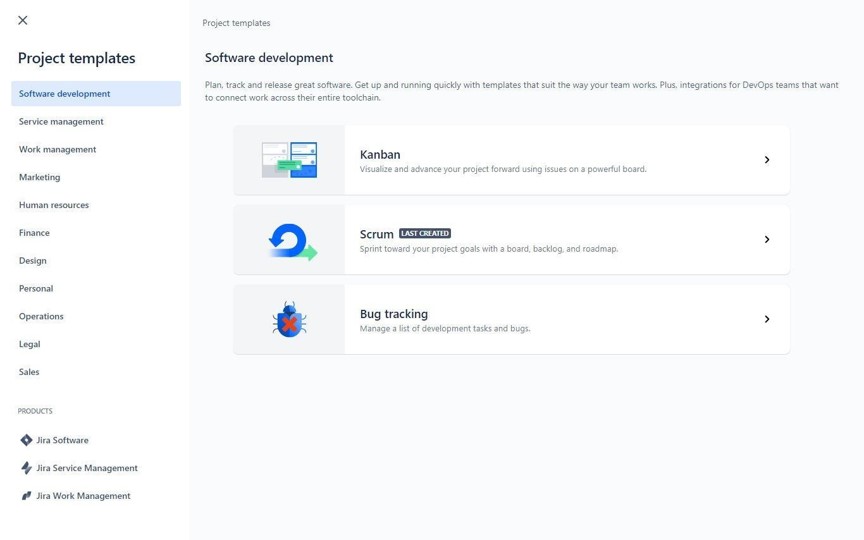 Project templates
Software development
Service management
Work management
Marketing
Human resources
Finance
Design
Personal
Operations
Legal
Sales
PRODUCTS
Jira Software
Jira Service Management
Jira Work Management
Project templates
Software development
Plan, track and release great software. Get up and running quickly with templates that suit the way your team works. Plus, integrations for DevOps teams that want
to connect work across their entire toolchain.
Kanban
Visualize and advance your project forward using issues on a powerful board.
Scrum LAST CREATED
Sprint toward your project goals with a board, backlog, and roadmap.
Bug tracking
Manage a list of development tasks and bugs.